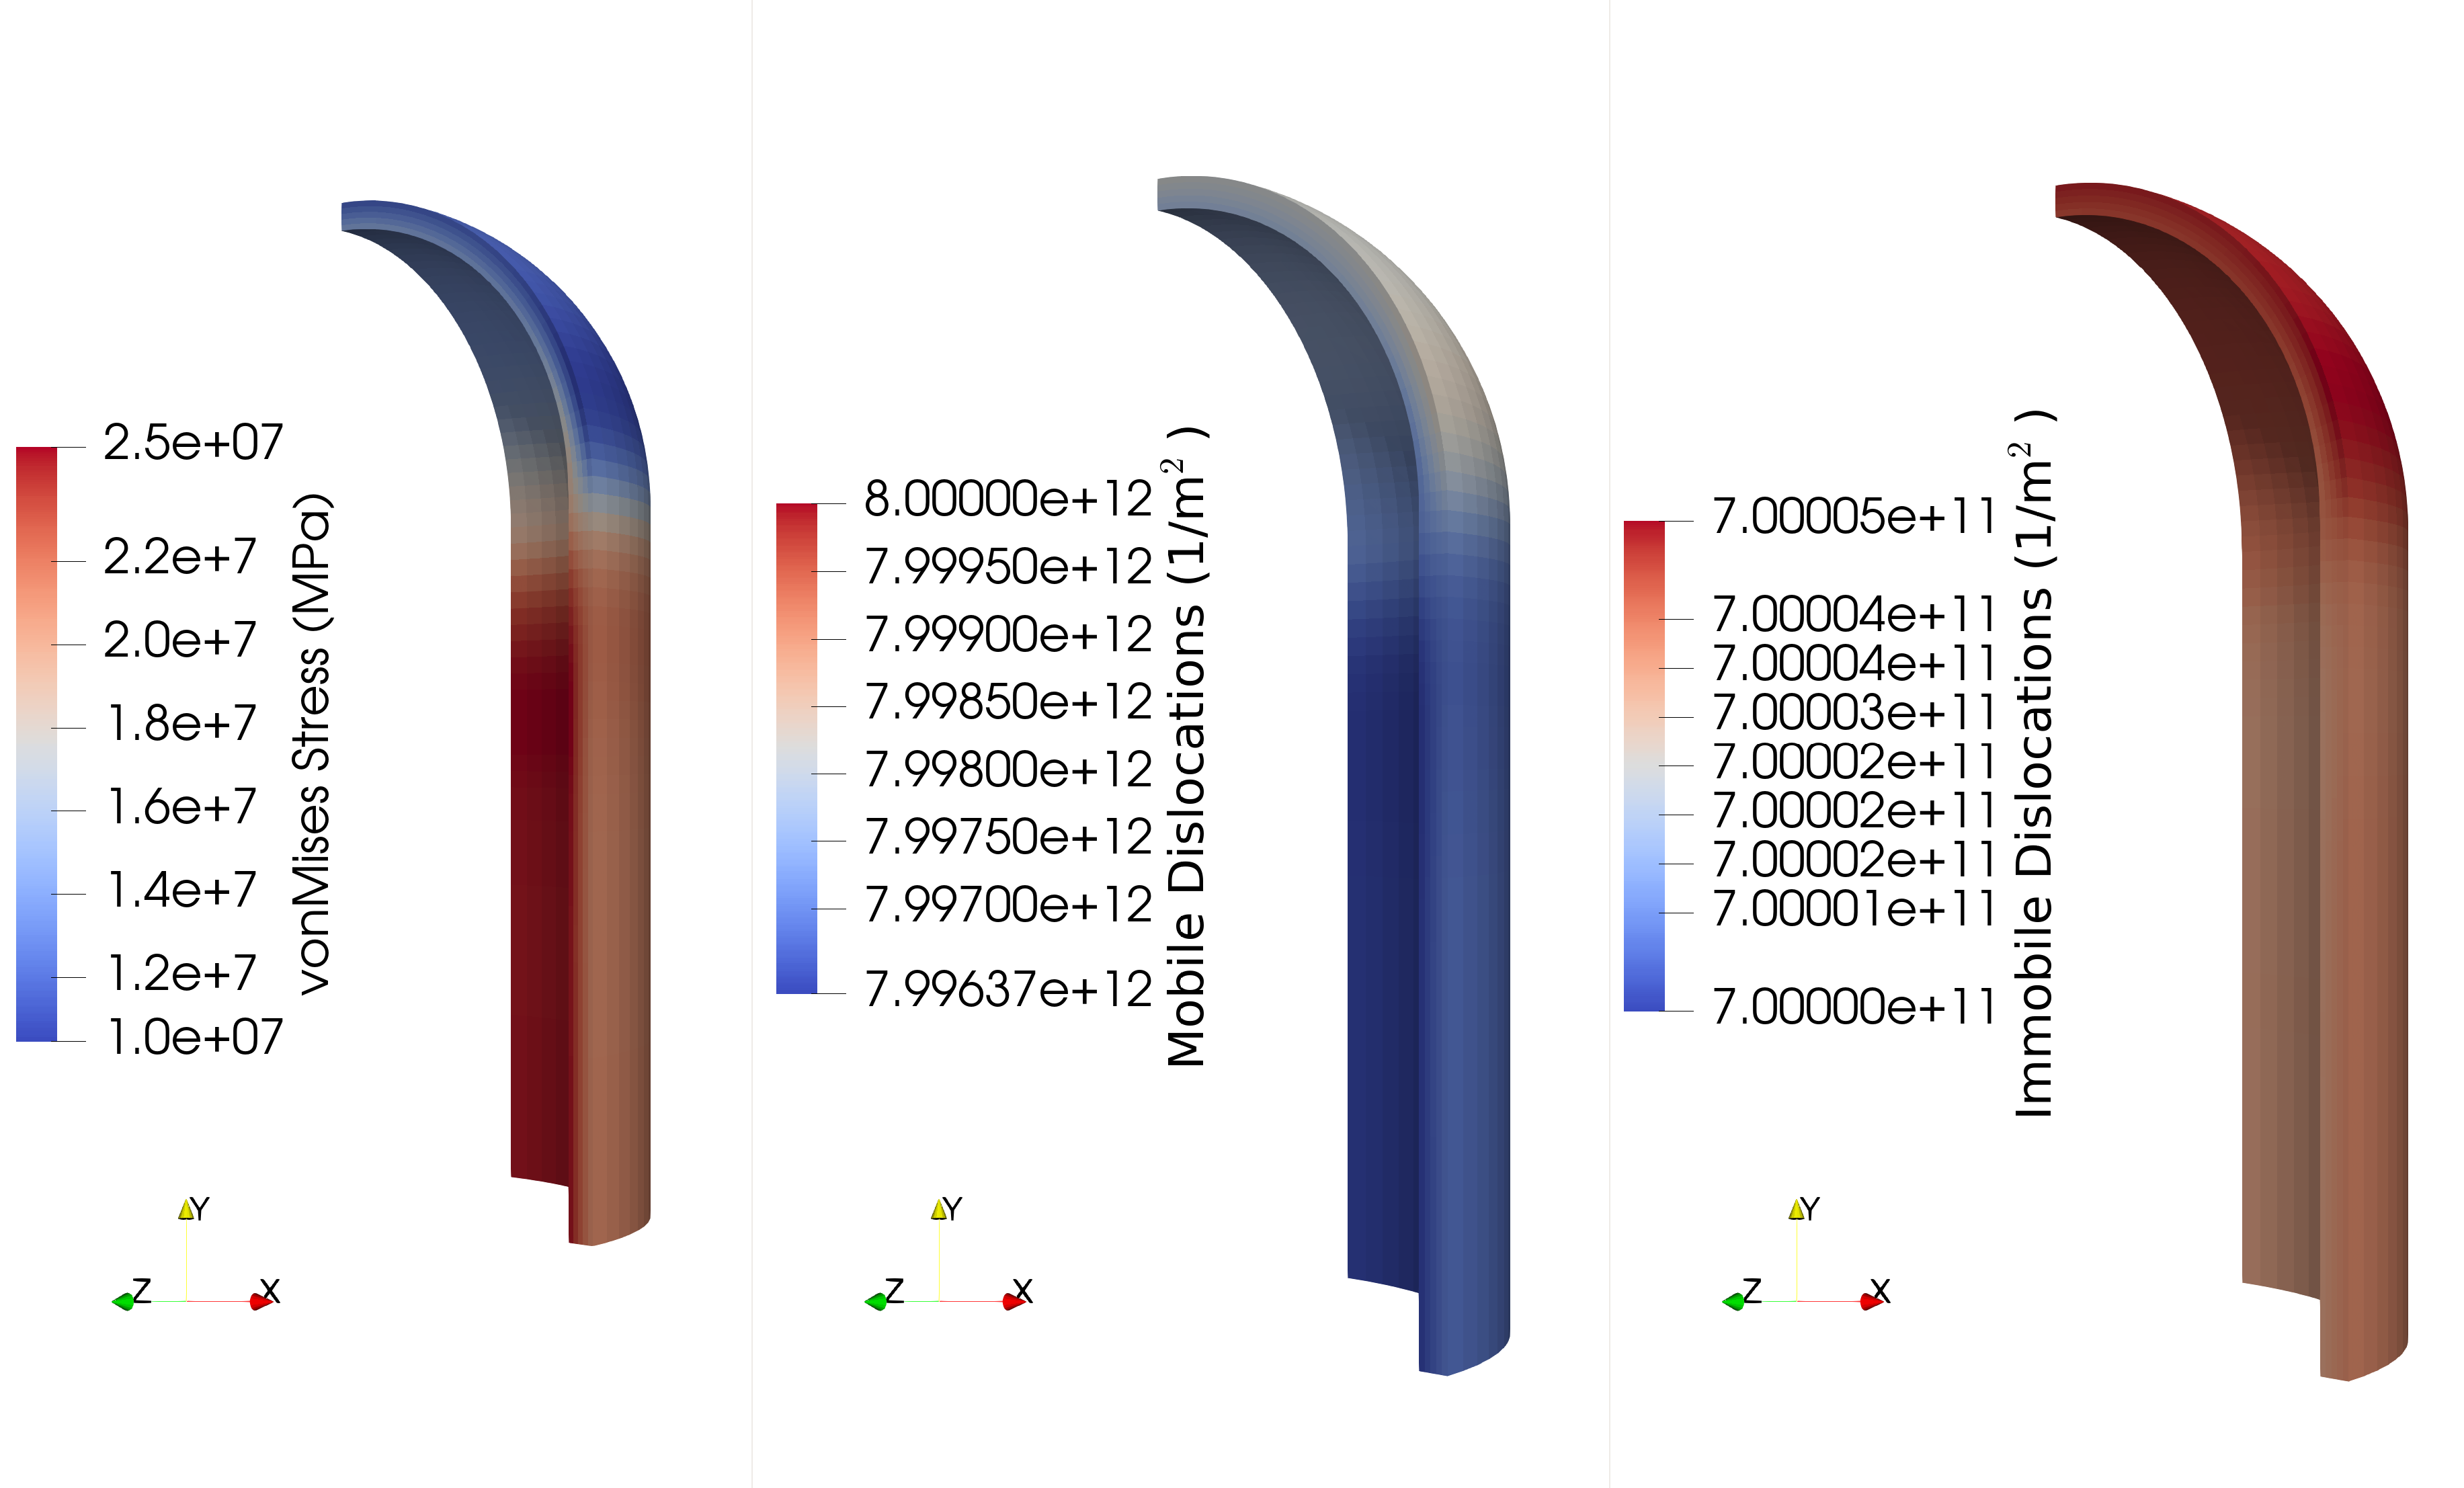 2.5e+07
2.2e+7
2.0e+7
1.8e+7
1.6e+7
1.4e+7
1.2e+7
1.0e+07
vonMises Stress (MPa)
Y
Z
X
8.00000e+12
7.99950e+12
7.99900e+12
7.99850e+12
7.99800e+12
7.99750e+12
7.99700e+12
7.99637e+12
Mobile Dislocations (1/m²)
Y
Z
X
7.00005e+11
7.00004e+11
7.00004e+11
7.00003e+11
7.00002e+11
7.00002e+11
7.00002e+11
7.00001e+11
7.00000e+11
Immobile Dislocations (1/m²)
Y
Z
X